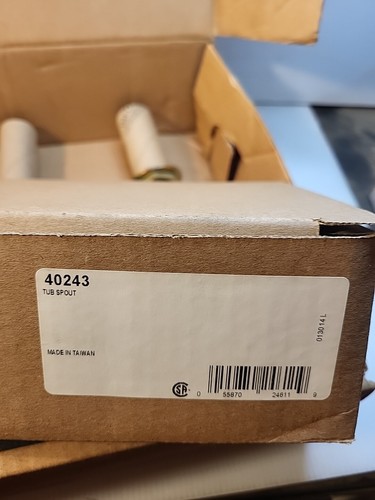 40243
TUB SPOUT
MADE IN TAIWAN
013014 L
0 55970 24611 9